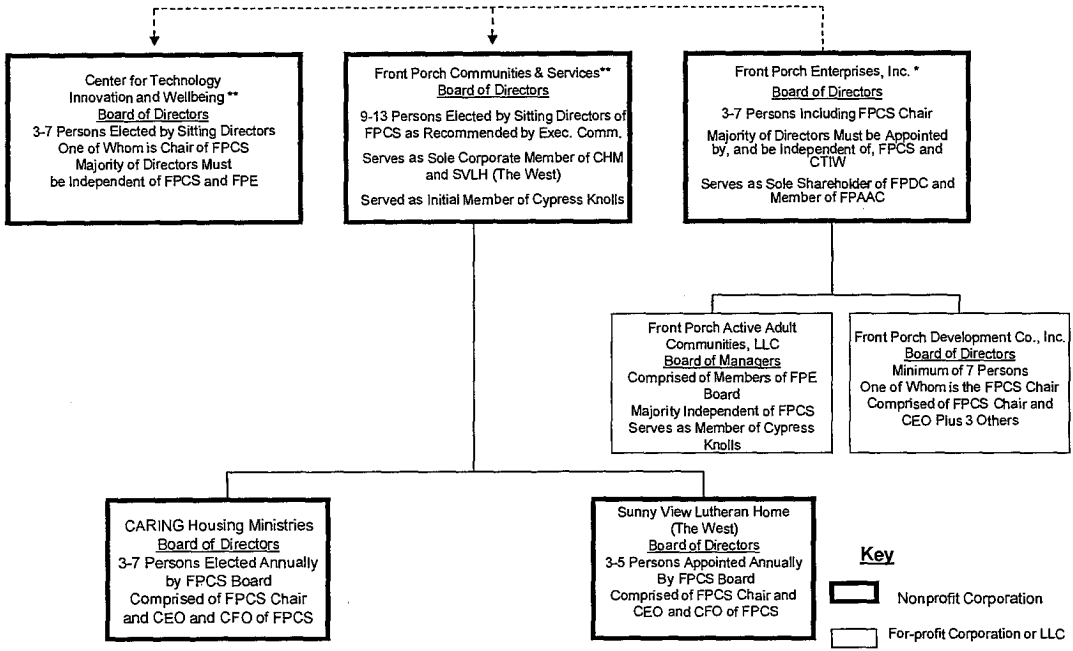 Center for Technology
Innovation and Wellbeing **
Board of Directors
3-7 Persons Elected by Sitting Directors
One of Whom is Chair of FPCS
Majority of Directors Must
be Independent of FPCS and FPE
Front Porch Communities & Services**
Board of Directors
9-13 Persons Elected by Sitting Directors of
FPCS as Recommended by Exec. Comm.
Serves as Sole Corporate Member of CHM
and SVLH (The West)
Served as Initial Member of Cypress Knolls
Front Porch Enterprises, Inc. *
Board of Directors
3-7 Persons Including FPCS Chair
Majority of Directors Must be Appointed
by, and be Independent of, FPCS and
CTIW
Serves as Sole Shareholder of FPDC and
Member of FPAAC
Front Porch Active Adult
Communities, LLC
Board of Managers
Comprised of Members of FPE
Board
Majority Independent of FPCS
Serves as Member of Cypress
Knolls
Front Porch Development Co., Inc.
Board of Directors
Minimum of 7 Persons
One of Whom is the FPCS Chair
Comprised of FPCS Chair and
CEO Plus 3 Others
CARING Housing Ministries
Board of Directors
3-7 Persons Elected Annually
by FPCS Board
Comprised of FPCS Chair
and CEO and CFO of FPCS
Sunny View Lutheran Home
(The West)
Board of Directors
3-5 Persons Appointed Annually
By FPCS Board
Comprised of FPCS Chair and
CEO and CFO of FPCS
Key
Nonprofit Corporation
For-profit Corporation or LLC